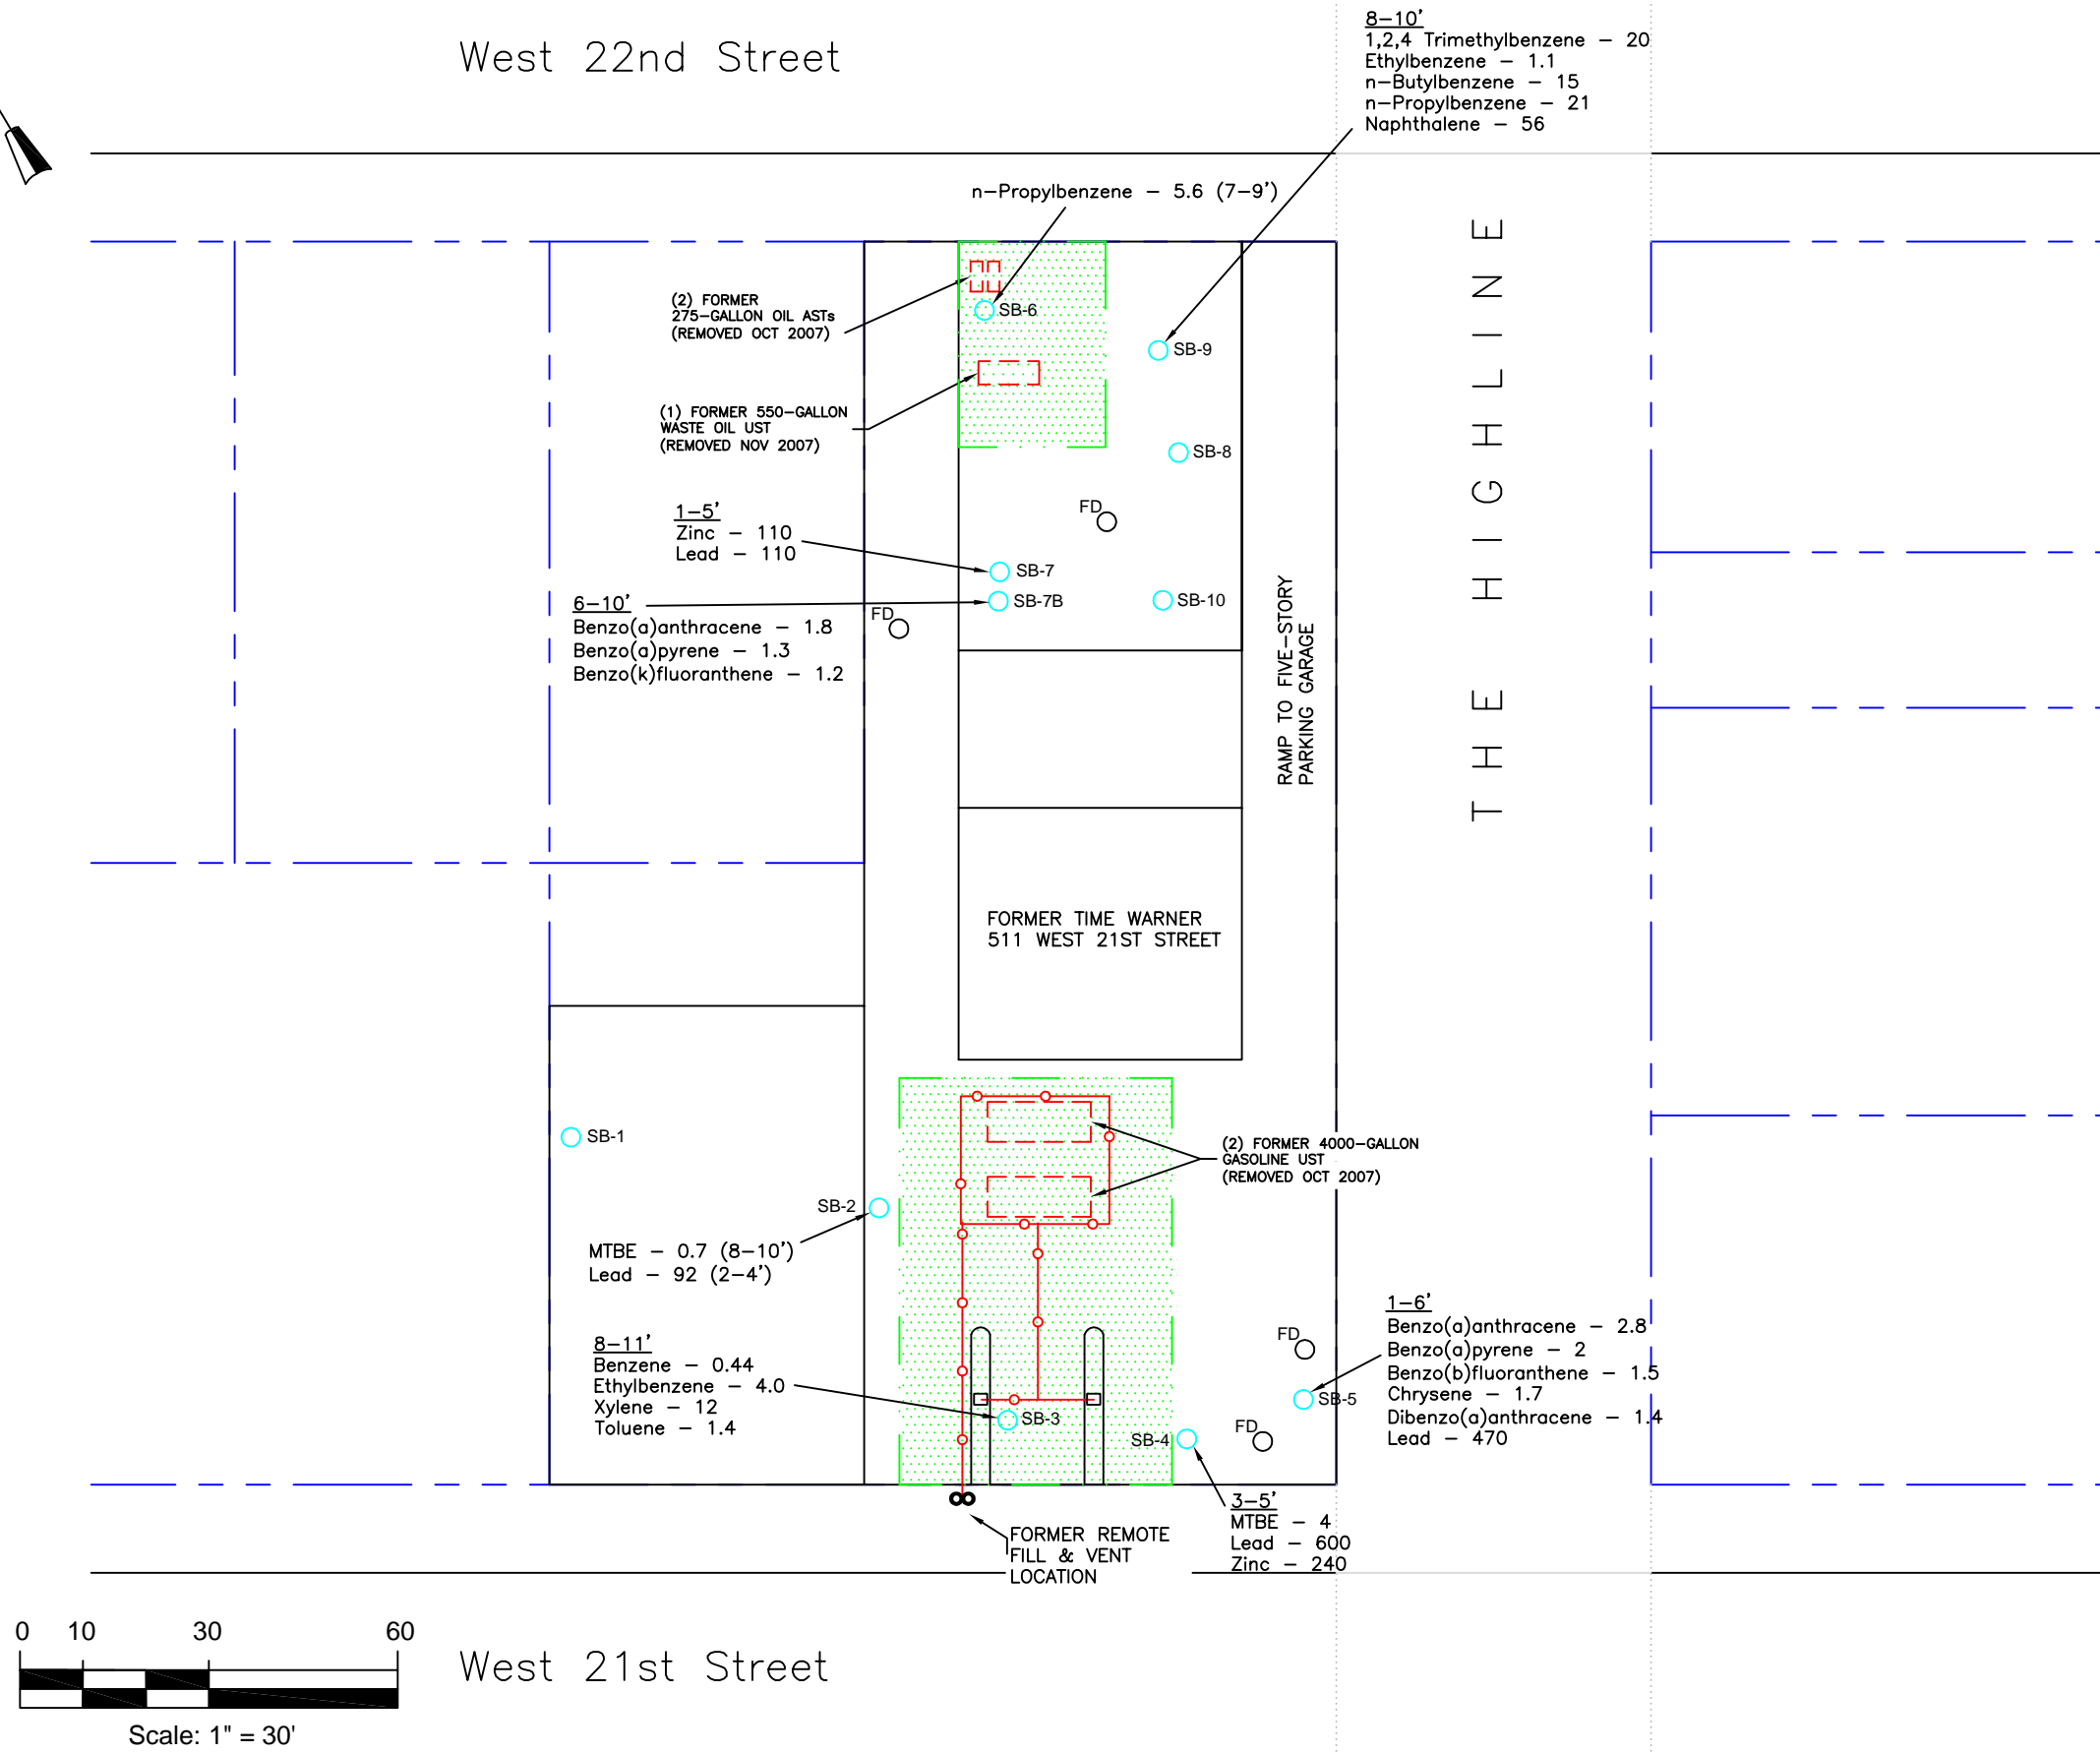 West 22nd Street
8-10'
1,2,4 Trimethylbenzene - 20
Ethylbenzene - 1.1
n-Butylbenzene - 15
n-Propylbenzene - 21
Naphthalene - 56
n-Propylbenzene - 5.6 (7-9')
(2) FORMER
275-GALLON OIL ASTs
(REMOVED OCT 2007)
SB-6
SB-9
(1) FORMER 550-GALLON
WASTE OIL UST
(REMOVED NOV 2007)
SB-8
FD
1-5'
Zinc - 110
Lead - 110
SB-7
SB-7B
SB-10
6-10'
Benzo(a)anthracene - 1.8
Benzo(a)pyrene - 1.3
Benzo(k)fluoranthene - 1.2
FD
RAMP TO FIVE-STORY
PARKING GARAGE
THE HIGHLINE
FORMER TIME WARNER
511 WEST 21ST STREET
SB-1
SB-2
MTBE - 0.7 (8-10')
Lead - 92 (2-4')
(2) FORMER 4000-GALLON
GASOLINE UST
(REMOVED OCT 2007)
8-11'
Benzene - 0.44
Ethylbenzene - 4.0
Xylene - 12
Toluene - 1.4
SB-3
SB-4
FD
FD
SB-5
1-6'
Benzo(a)anthracene - 2.8
Benzo(a)pyrene - 2
Benzo(b)fluoranthene - 1.5
Chrysene - 1.7
Dibenzo(a)anthracene - 1.4
Lead - 470
3-5'
MTBE - 4
Lead - 600
Zinc - 240
FORMER REMOTE
FILL & VENT
LOCATION
0 10 30 60
Scale: 1" = 30'
West 21st Street